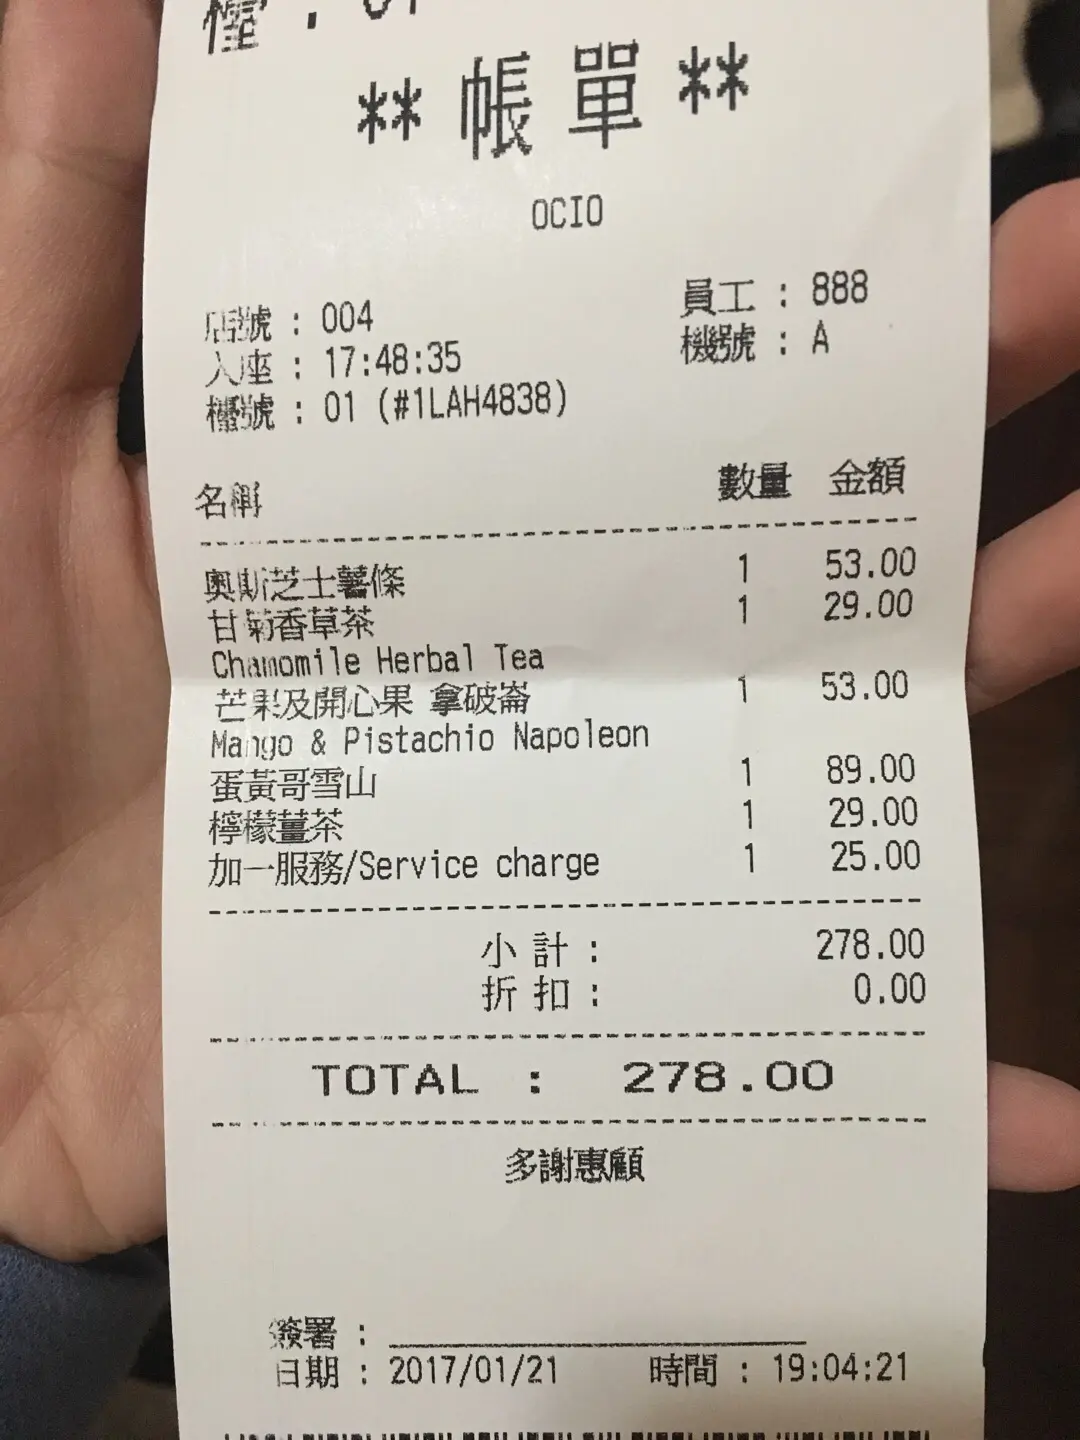 檯 : 01
** 帳單 **
OCIO
店號 : 004 員工 : 888
入座 : 17:48:35 機號 : A
檯號 : 01 (#1LAH4838)
名稱 數量 金額
奧斯芝士薯條 1 53.00
甘菊香草茶 1 29.00
Chamomile Herbal Tea
芒果及開心果 拿破崙 1 53.00
Mango & Pistachio Napoleon
蛋黃哥雪山 1 89.00
檸檬薑茶 1 29.00
加一服務/Service charge 1 25.00
小計 : 278.00
折扣 : 0.00
TOTAL : 278.00
多謝惠顧
簽署 :
日期 : 2017/01/21 時間 : 19:04:21